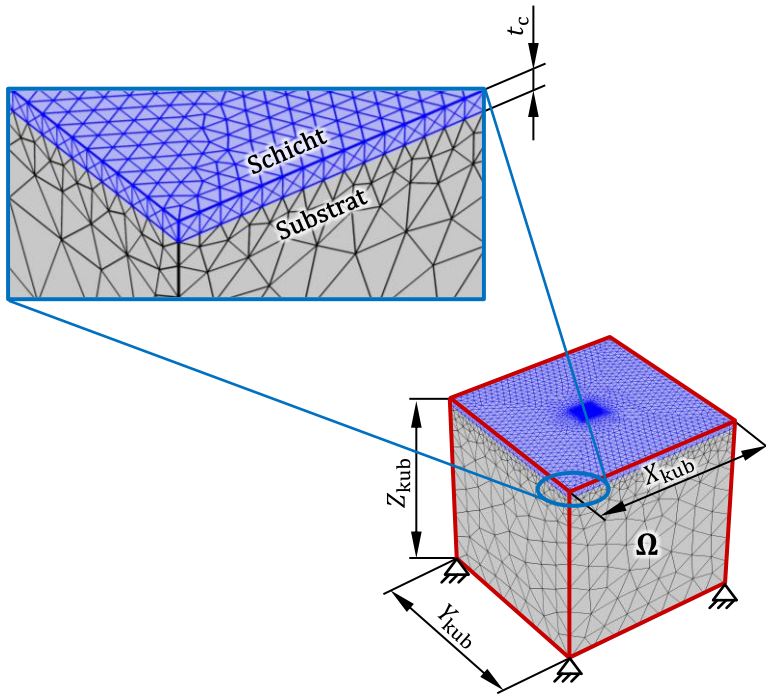 t_c
Schicht
Substrat
Z_kub
X_kub
Ω
Y_kub